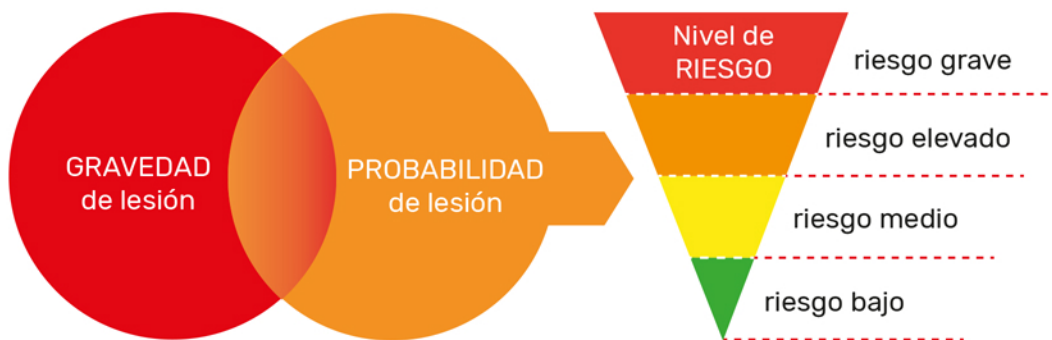 GRAVEDAD
de lesión
PROBABILIDAD
de lesión
Nivel de
RIESGO
riesgo grave
riesgo elevado
riesgo medio
riesgo bajo